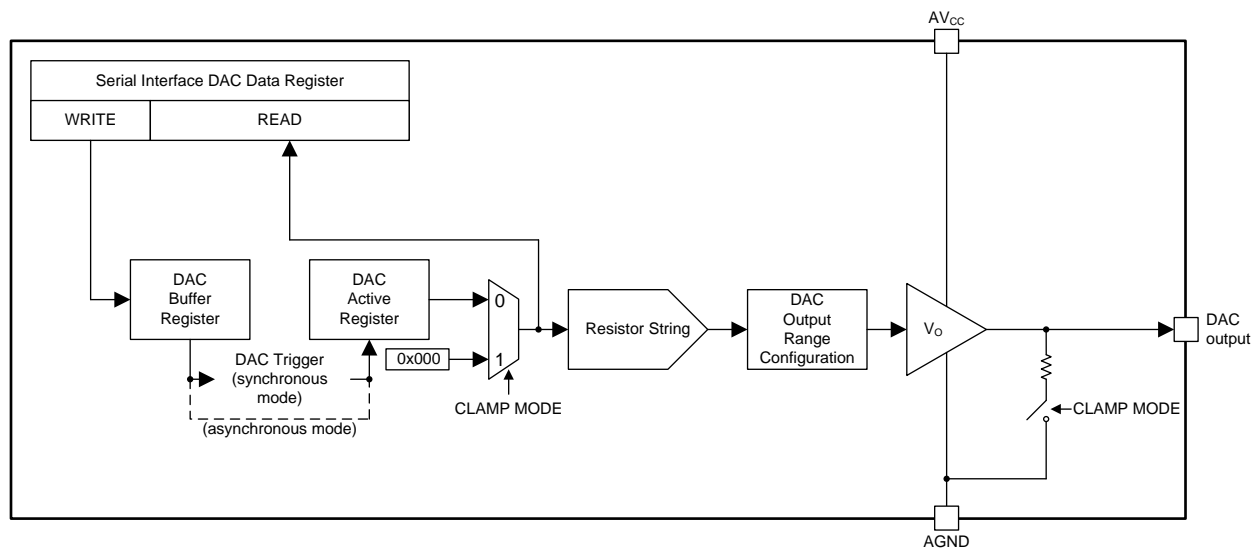 AVCC
Serial Interface DAC Data Register
WRITE
READ
DAC
Buffer
Register
DAC
Active
Register
0
1
0x000
CLAMP MODE
DAC Trigger
(synchronous
mode)
(asynchronous mode)
Resistor String
DAC
Output
Range
Configuration
VO
DAC
output
CLAMP MODE
AGND